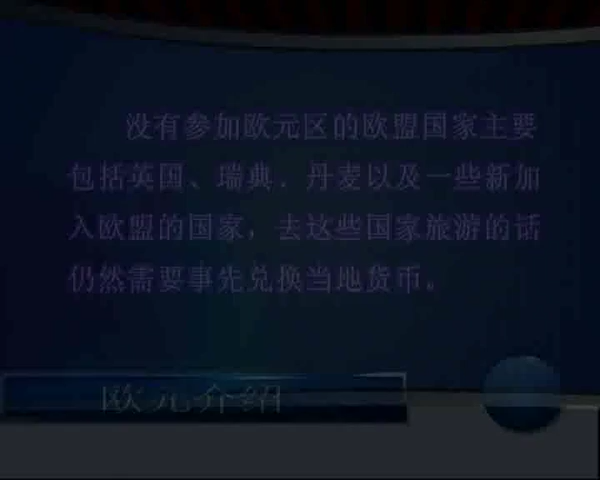 没有参加欧元区的欧盟国家主要
包括英国、瑞典、丹麦以及一些新加
入欧盟的国家，去这些国家旅游的话
仍然需要事先兑换当地货币。
欧元介绍